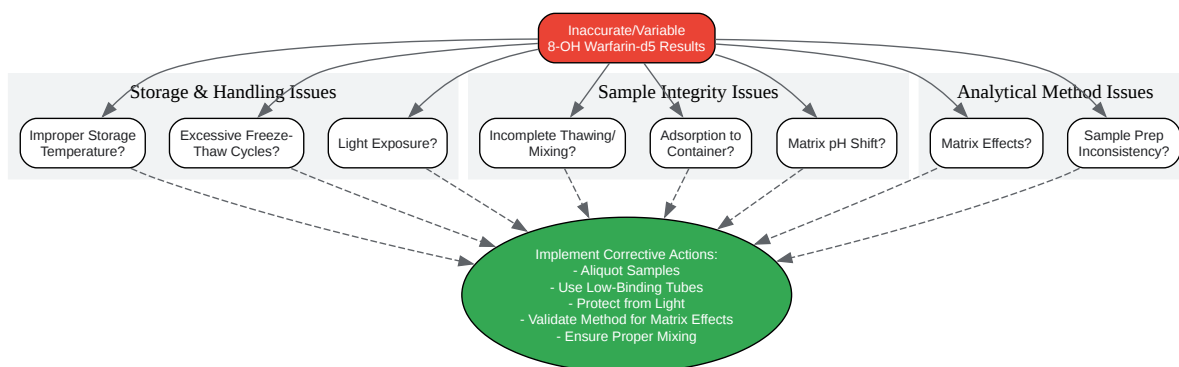 Inaccurate/Variable
8-OH Warfarin-d5 Results
Storage & Handling Issues
Sample Integrity Issues
Analytical Method Issues
Improper Storage
Temperature?
Excessive Freeze-
Thaw Cycles?
Light Exposure?
Incomplete Thawing/
Mixing?
Adsorption to
Container?
Matrix pH Shift?
Matrix Effects?
Sample Prep
Inconsistency?
Implement Corrective Actions:
- Aliquot Samples
- Use Low-Binding Tubes
- Protect from Light
- Validate Method for Matrix Effects
- Ensure Proper Mixing